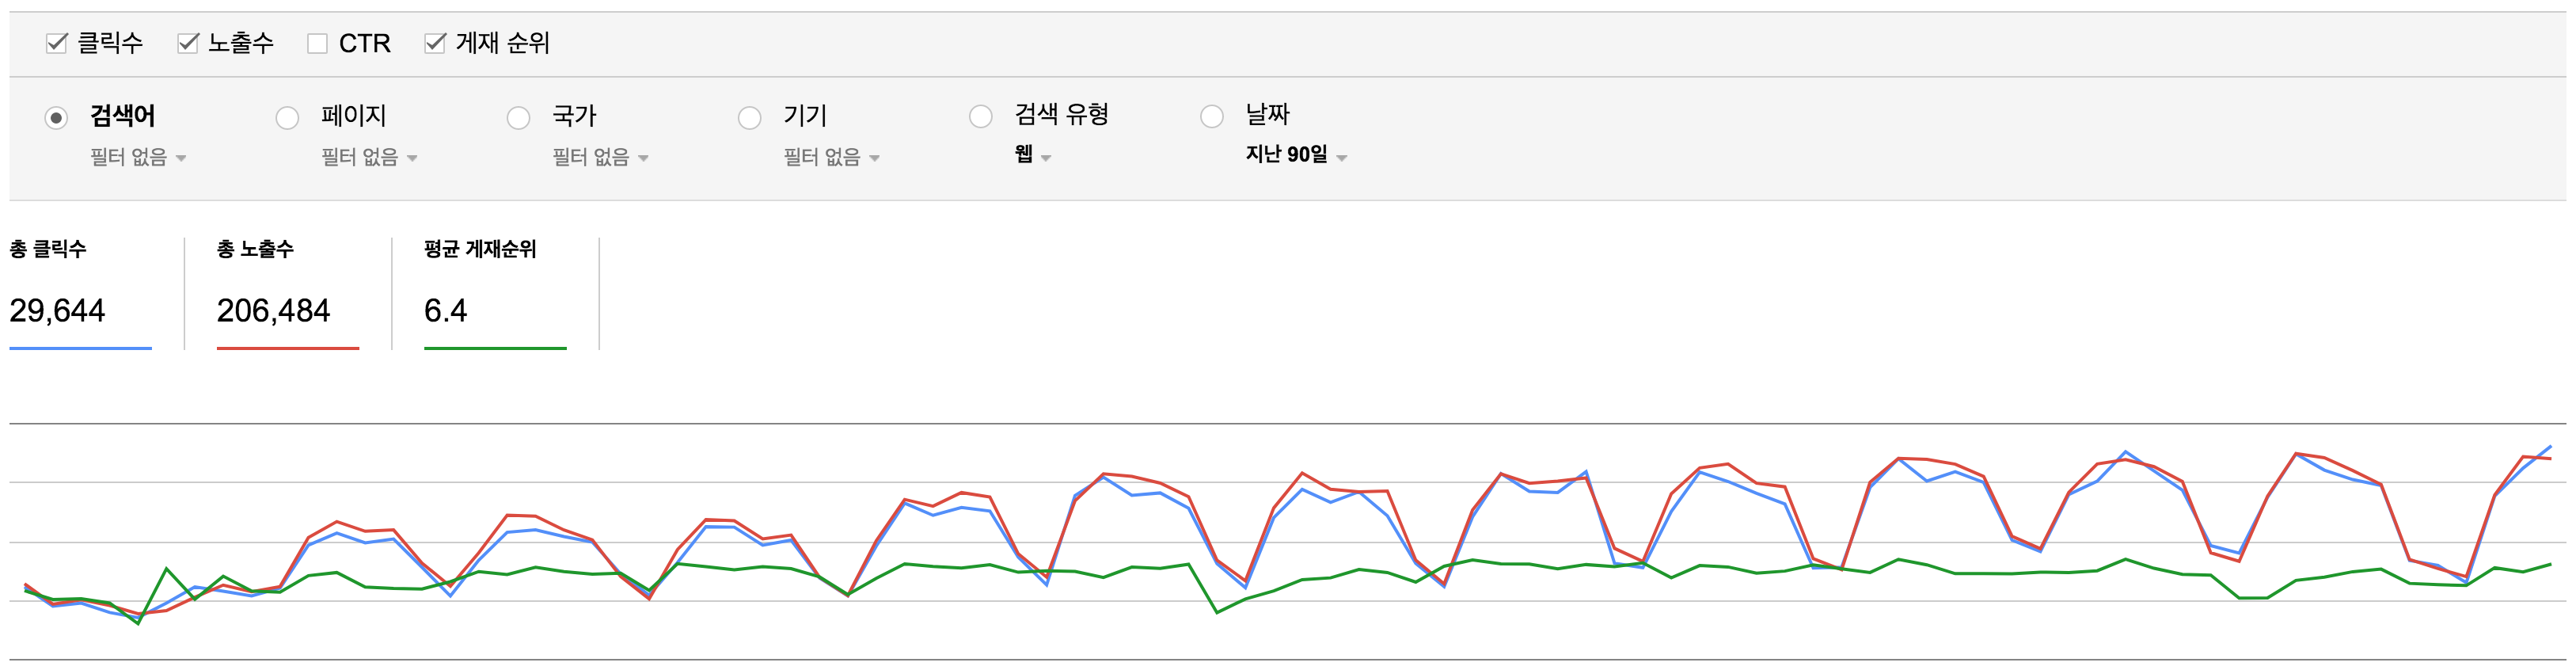 클릭수 노출수 CTR 게재 순위
검색어 페이지 국가 기기 검색 유형 날짜
필터 없음 필터 없음 필터 없음 필터 없음 웹 지난 90일
총 클릭수 총 노출수 평균 게재순위
29,644 206,484 6.4